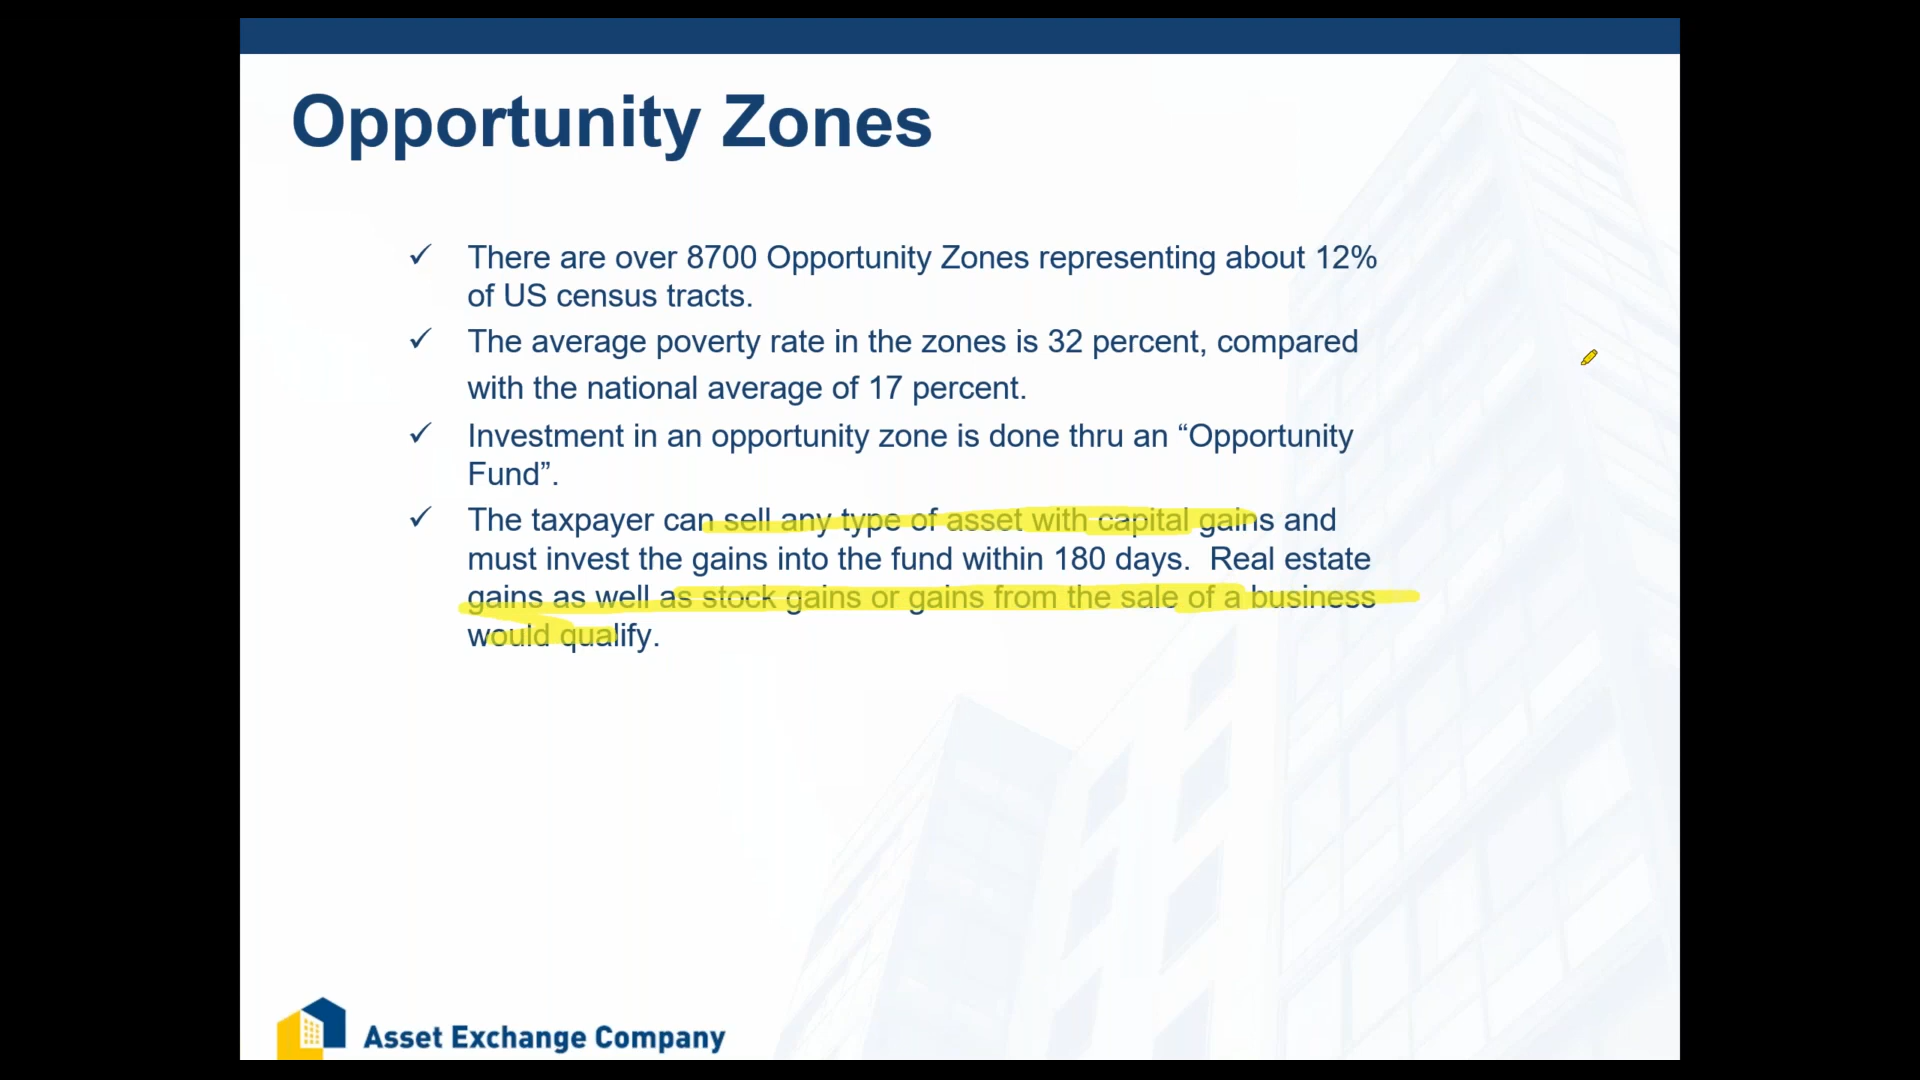 Opportunity Zones
✓ There are over 8700 Opportunity Zones representing about 12%
of US census tracts.
✓ The average poverty rate in the zones is 32 percent, compared
with the national average of 17 percent.
✓ Investment in an opportunity zone is done thru an “Opportunity
Fund”.
✓ The taxpayer can sell any type of asset with capital gains and
must invest the gains into the fund within 180 days.  Real estate
gains as well as stock gains or gains from the sale of a business
would qualify.
Asset Exchange Company